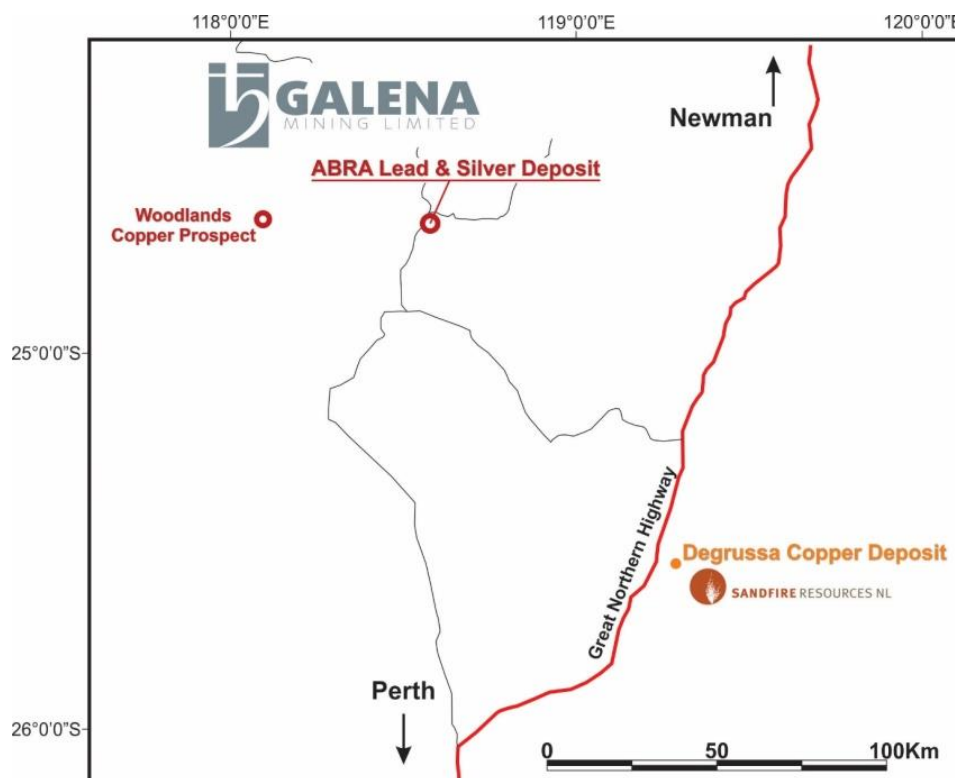 118°0'0"E
119°0'0"E
120°0'0"E
GALENA
MINING LIMITED
Newman
ABRA Lead & Silver Deposit
Woodlands
Copper Prospect
25°0'0"S
Great Northern Highway
Degrussa Copper Deposit
SANDFIRE RESOURCES NL
Perth
26°0'0"S
0
50
100Km